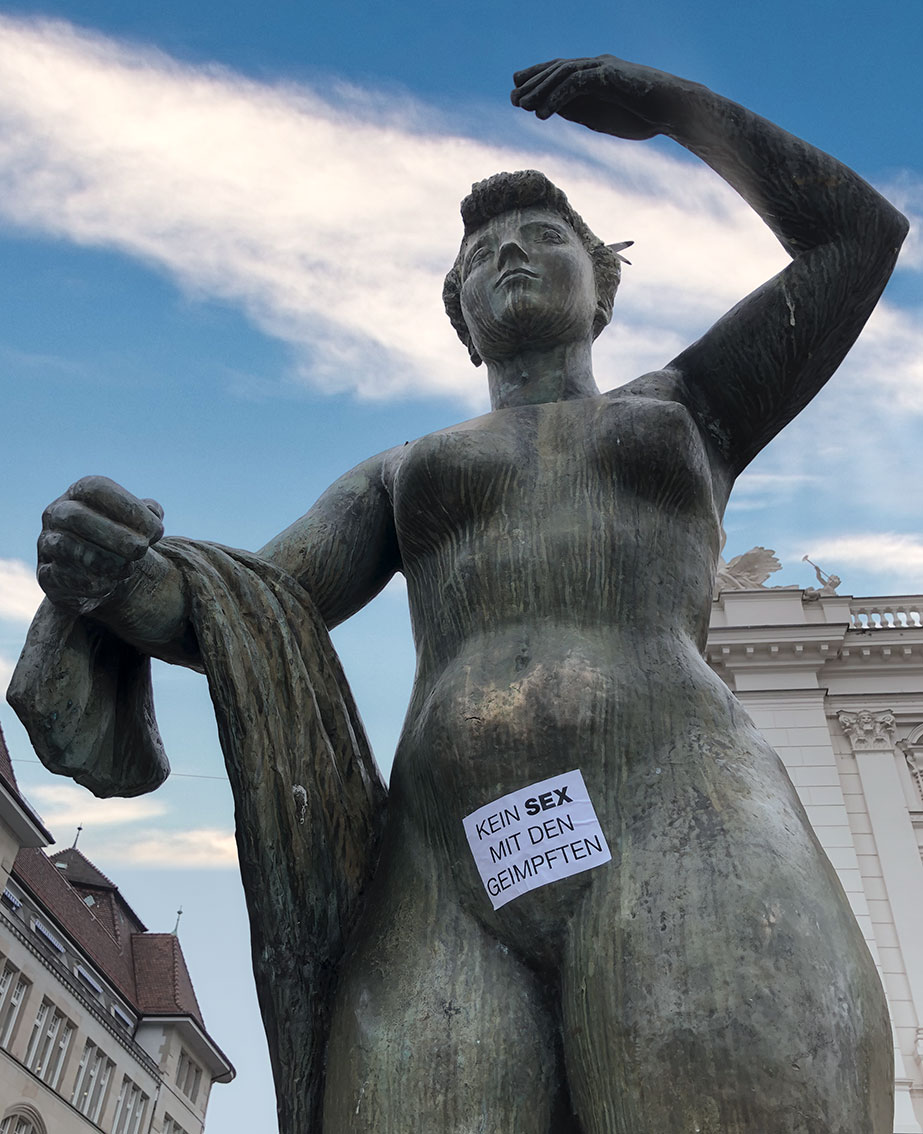 KEIN SEX
MIT DEN
GEIMPFTEN